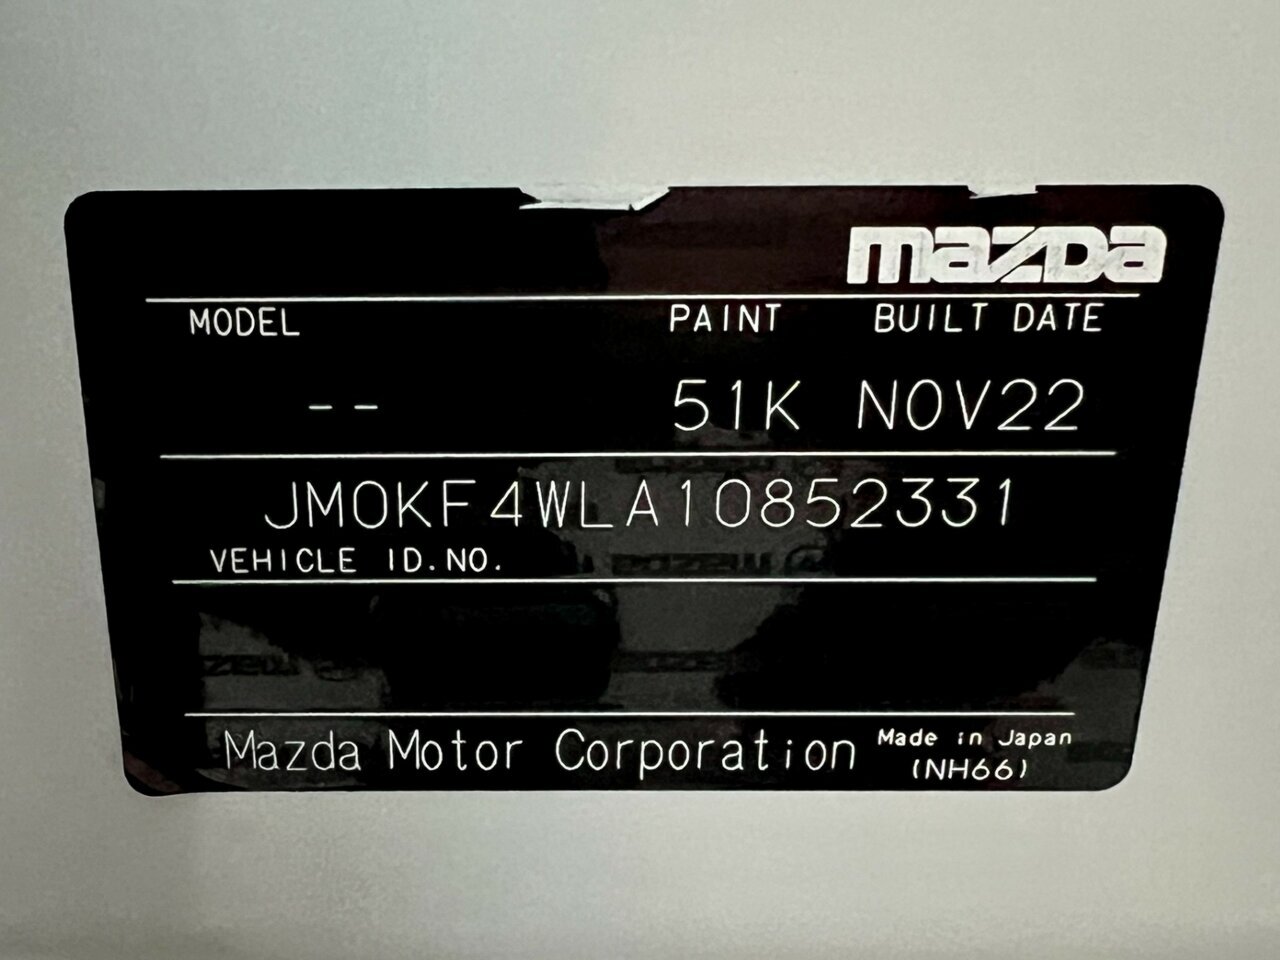 mazda
MODEL PAINT BUILT DATE
-- 51K NOV22
JM0KF4WLA10852331
VEHICLE ID.NO.
Mazda Motor Corporation Made in Japan
(NH66)